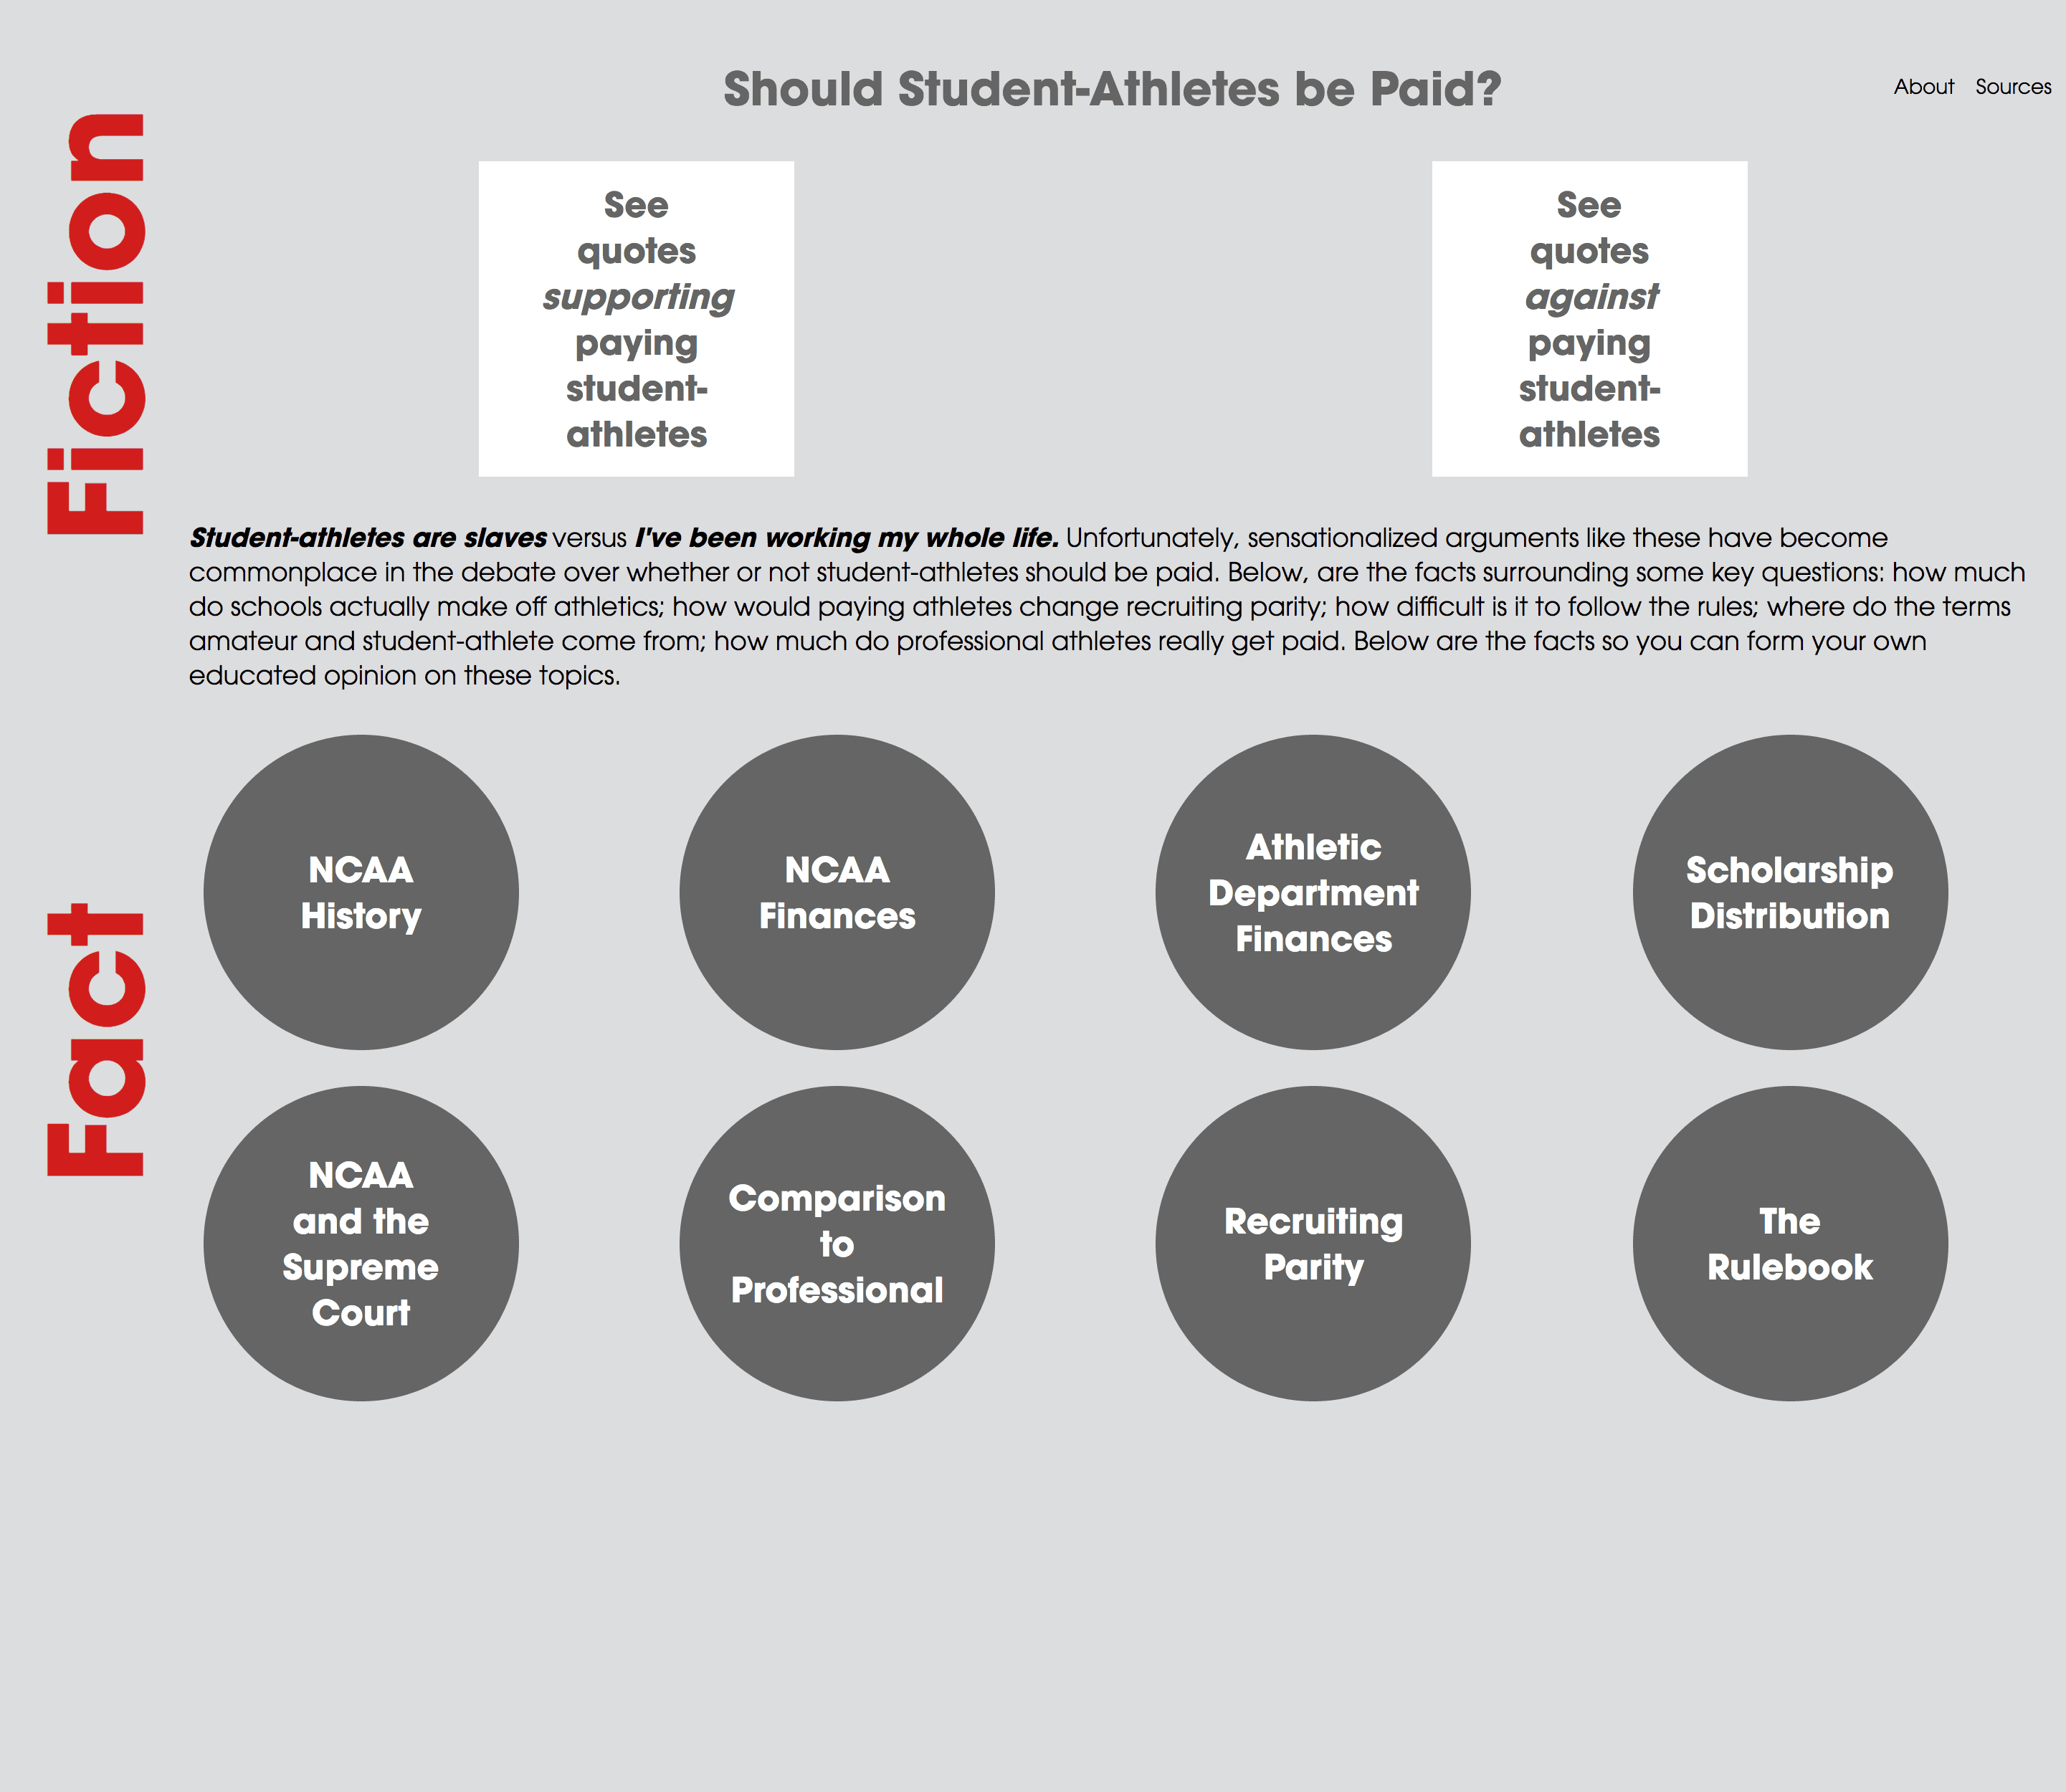 Should Student-Athletes be Paid?
About Sources
Fiction
See
quotes
supporting
paying
student-
athletes
See
quotes
against
paying
student-
athletes
Student-athletes are slaves versus I've been working my whole life. Unfortunately, sensationalized arguments like these have become
commonplace in the debate over whether or not student-athletes should be paid. Below, are the facts surrounding some key questions: how much
do schools actually make off athletics; how would paying athletes change recruiting parity; how difficult is it to follow the rules; where do the terms
amateur and student-athlete come from; how much do professional athletes really get paid. Below are the facts so you can form your own
educated opinion on these topics.
Fact
NCAA
History
NCAA
Finances
Athletic
Department
Finances
Scholarship
Distribution
NCAA
and the
Supreme
Court
Comparison
to
Professional
Recruiting
Parity
The
Rulebook